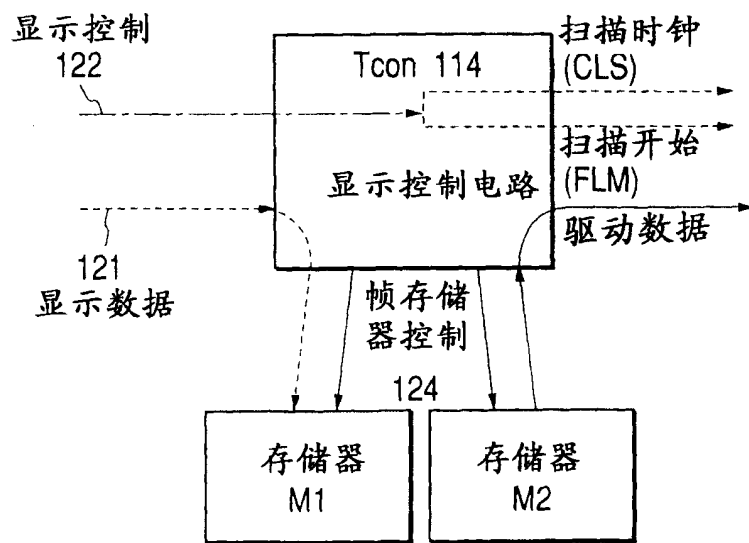 显示控制
122
Tcon 114
扫描时钟
(CLS)
扫描开始
(FLM)
显示控制电路
驱动数据
121
显示数据
帧存储
器控制
124
存储器
M1
存储器
M2